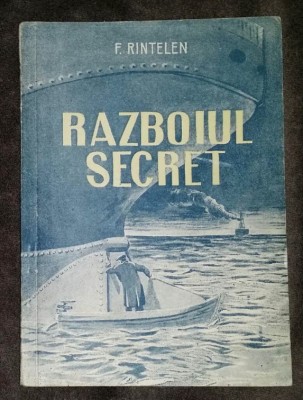 F. RINTELEN
RAZBOIUL
SECRET